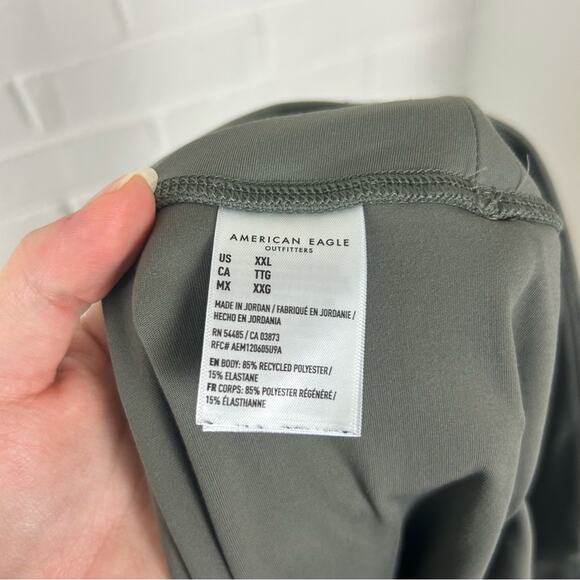 AMERICAN EAGLE
OUTFITTERS
US XXL
CA TTG
MX XXG
MADE IN JORDAN / FABRIQUÉ EN JORDANIE /
HECHO EN JORDANIA
RN 54485 / CA 03873
RFC# AEM120605U9A
EN BODY: 85% RECYCLED POLYESTER/
15% ELASTANE
FR CORPS: 85% POLYESTER RÉGÉNÉRÉ/
15% ÉLASTHANNE